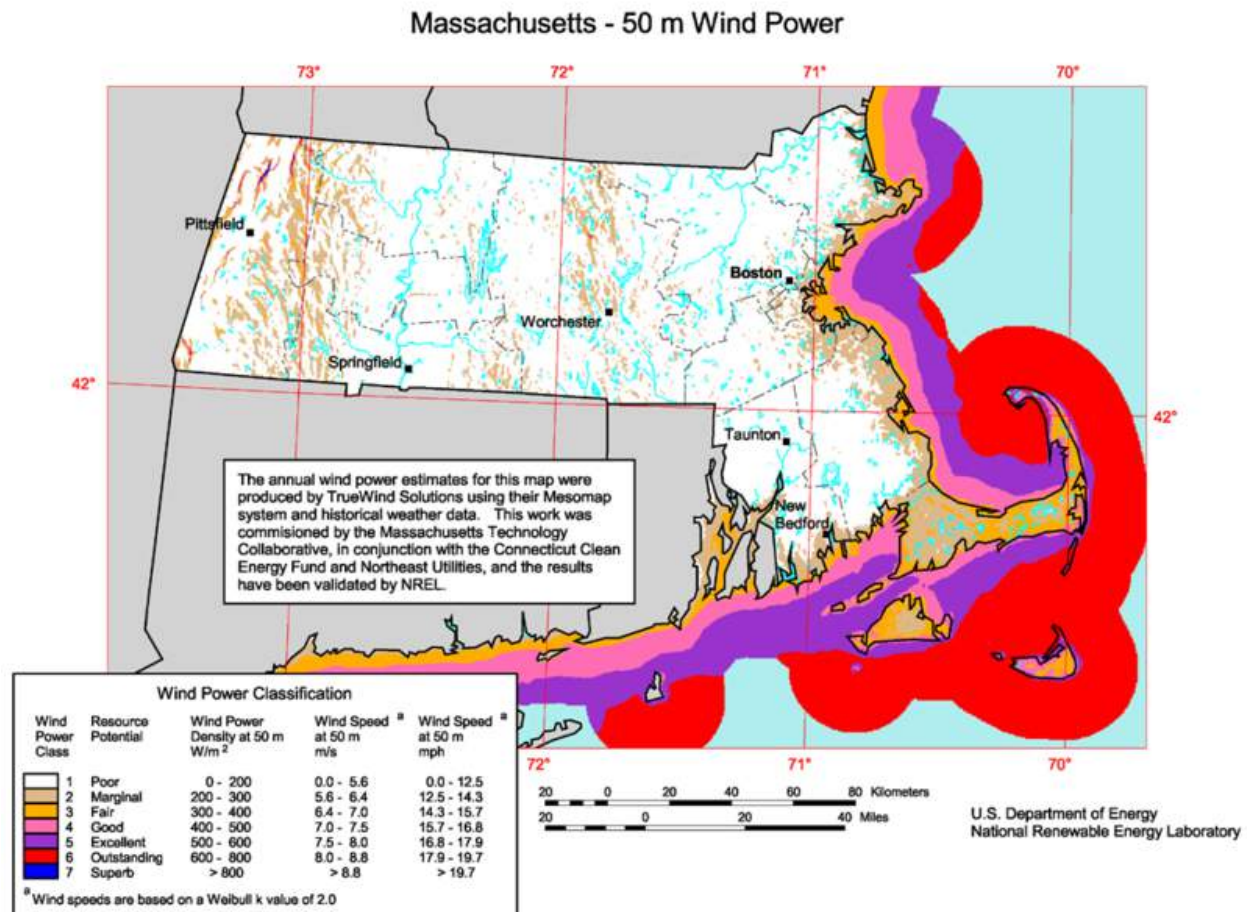 Massachusetts - 50 m Wind Power
73°
72°
71°
70°
Pittsfield
Boston
Worchester
Springfield
42°
42°
Taunton
New
Bedford
The annual wind power estimates for this map were
produced by TrueWind Solutions using their Mesomap
system and historical weather data. This work was
commisioned by the Massachusetts Technology
Collaborative, in conjunction with the Connecticut Clean
Energy Fund and Northeast Utilities, and the results
have been validated by NREL.
72°
71°
70°
Wind Power Classification
Wind Resource Wind Power Wind Speed a Wind Speed a
Power Potential Density at 50 m at 50 m at 50 m
Class W/m 2 m/s mph
1 Poor 0 - 200 0.0 - 5.6 0.0 - 12.5
2 Marginal 200 - 300 5.6 - 6.4 12.5 - 14.3
3 Fair 300 - 400 6.4 - 7.0 14.3 - 15.7
4 Good 400 - 500 7.0 - 7.5 15.7 - 16.8
5 Excellent 500 - 600 7.5 - 8.0 16.8 - 17.9
6 Outstanding 600 - 800 8.0 - 8.8 17.9 - 19.7
7 Superb > 800 > 8.8 > 19.7
a Wind speeds are based on a Weibull k value of 2.0
20 0 20 40 60 80 Kilometers
20 0 20 40 Miles
U.S. Department of Energy
National Renewable Energy Laboratory